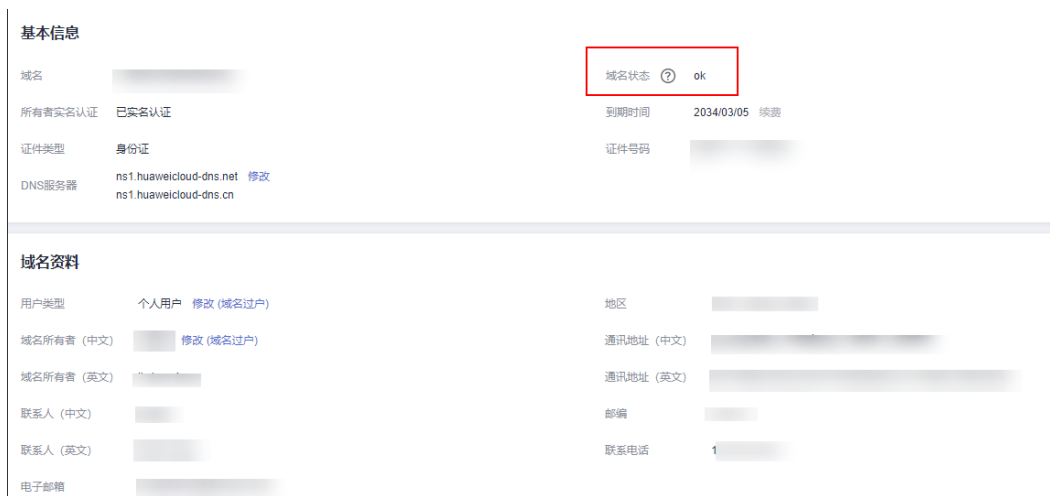 基本信息
域名
域名状态 ? ok
所有者实名认证 已实名认证
到期时间 2034/03/05 续费
证件类型 身份证
证件号码
DNS服务器 ns1.huaweicloud-dns.net 修改
ns1.huaweicloud-dns.cn
域名资料
用户类型 个人用户 修改 (域名过户)
地区
域名所有者 (中文) 修改 (域名过户)
通讯地址 (中文)
域名所有者 (英文)
通讯地址 (英文)
联系人 (中文)
邮编
联系人 (英文)
联系电话 1
电子邮箱